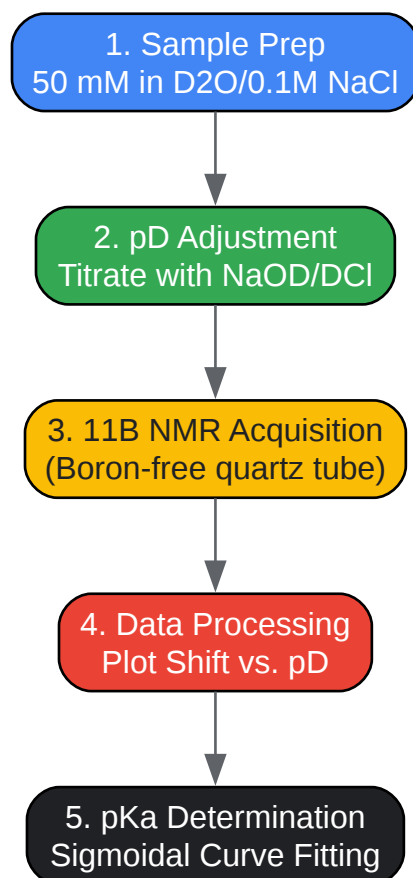 1. Sample Prep
50 mM in D2O/0.1M NaCl
2. pD Adjustment
Titrate with NaOD/DCl
3. 11B NMR Acquisition
(Boron-free quartz tube)
4. Data Processing
Plot Shift vs. pD
5. pKa Determination
Sigmoidal Curve Fitting